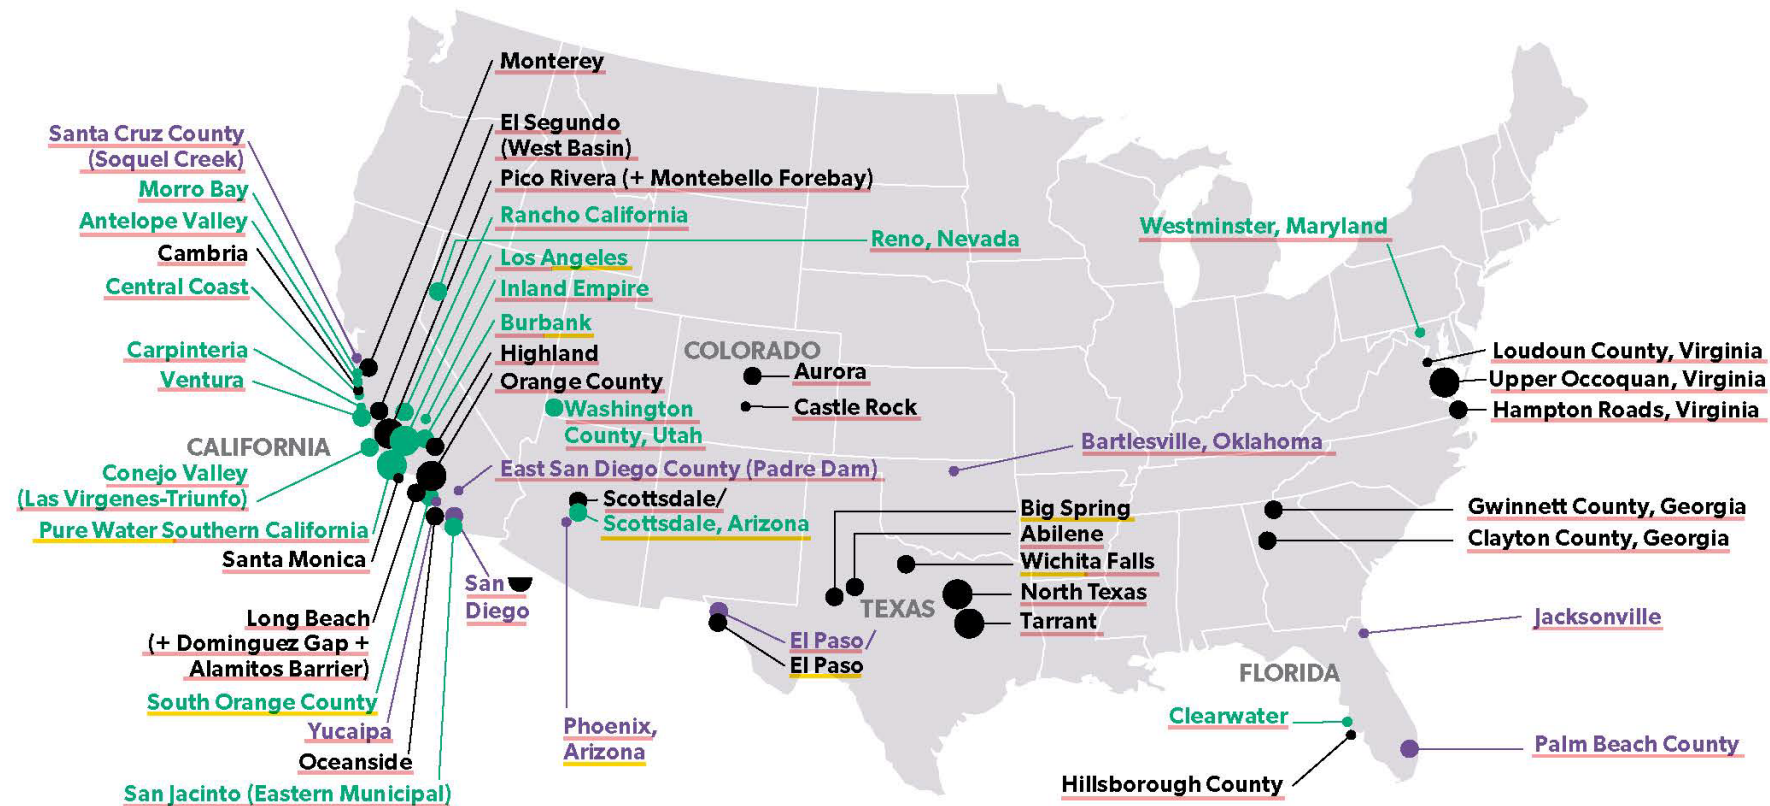 Monterey
El Segundo
(West Basin)
Pico Rivera (+ Montebello Forebay)
Rancho California
Reno, Nevada
Los Angeles
Inland Empire
Burbank
Highland
Orange County
Santa Cruz County
(Soquel Creek)
Morro Bay
Antelope Valley
Cambria
Central Coast
Carpinteria
Ventura
CALIFORNIA
Conejo Valley
(Las Virgenes-Triunfo)
Pure Water Southern California
Santa Monica
Long Beach
(+ Dominguez Gap +
Alamitos Barrier)
South Orange County
Yucaipa
Oceanside
San Jacinto (Eastern Municipal)
San
Diego
East San Diego County (Padre Dam)
Washington
County, Utah
COLORADO
Aurora
Castle Rock
Scottsdale/
Scottsdale, Arizona
Phoenix,
Arizona
Bartlesville, Oklahoma
Big Spring
Abilene
Wichita Falls
North Texas
Tarrant
TEXAS
El Paso/
El Paso
Westminster, Maryland
Loudoun County, Virginia
Upper Occoquan, Virginia
Hampton Roads, Virginia
Gwinnett County, Georgia
Clayton County, Georgia
Jacksonville
FLORIDA
Clearwater
Palm Beach County
Hillsborough County